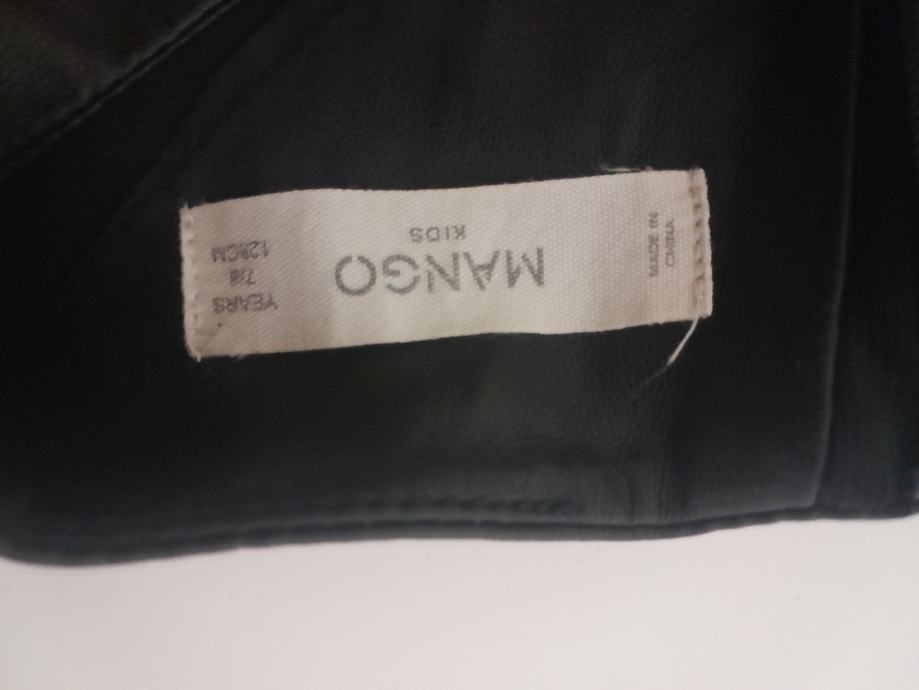 MANGO
KIDS
YEARS
7/8
128CM
MADE IN
CHINA